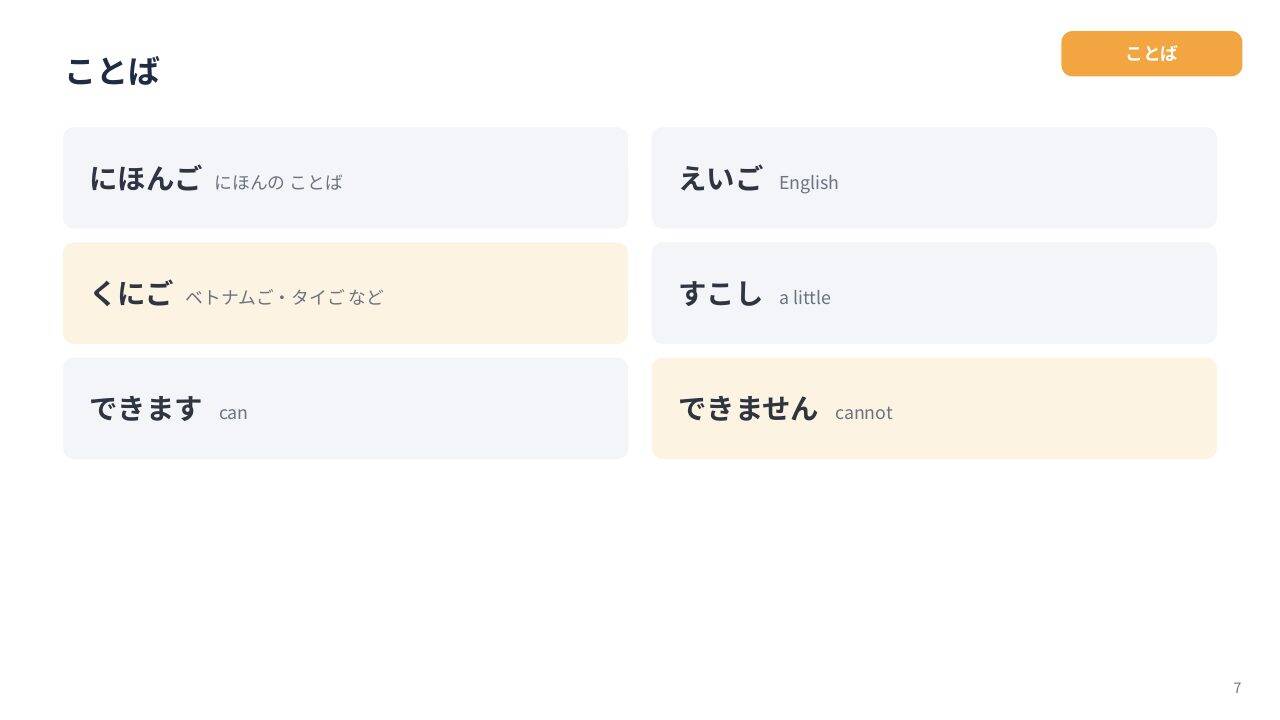 ことば
ことば
にほんご にほんの ことば
えいご English
くにご ベトナムご・タイご など
すこし a little
できます can
できません cannot
7